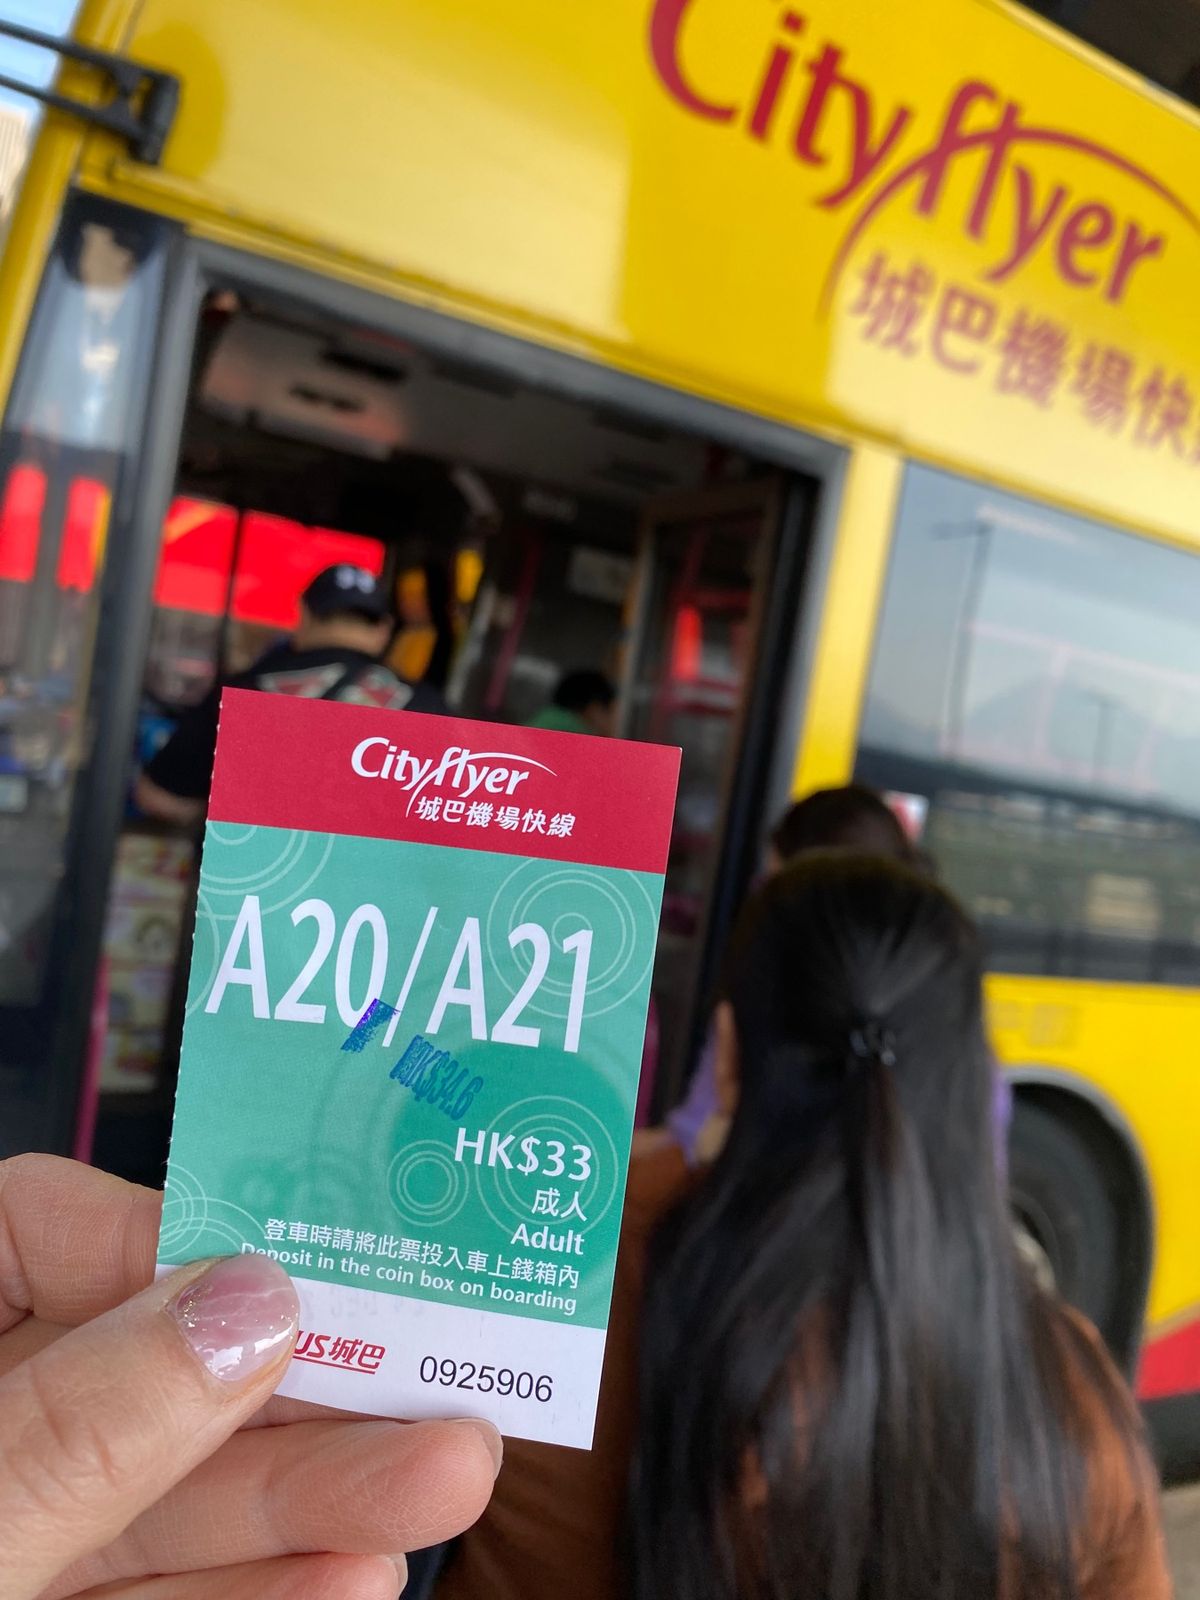 Cityflyer
城巴機場快
Cityflyer
城巴機場快線
A20/A21
HK$34.6
HK$33
成人
Adult
登車時請將此票投入車上錢箱內
Deposit in the coin box on boarding
城巴
0925906